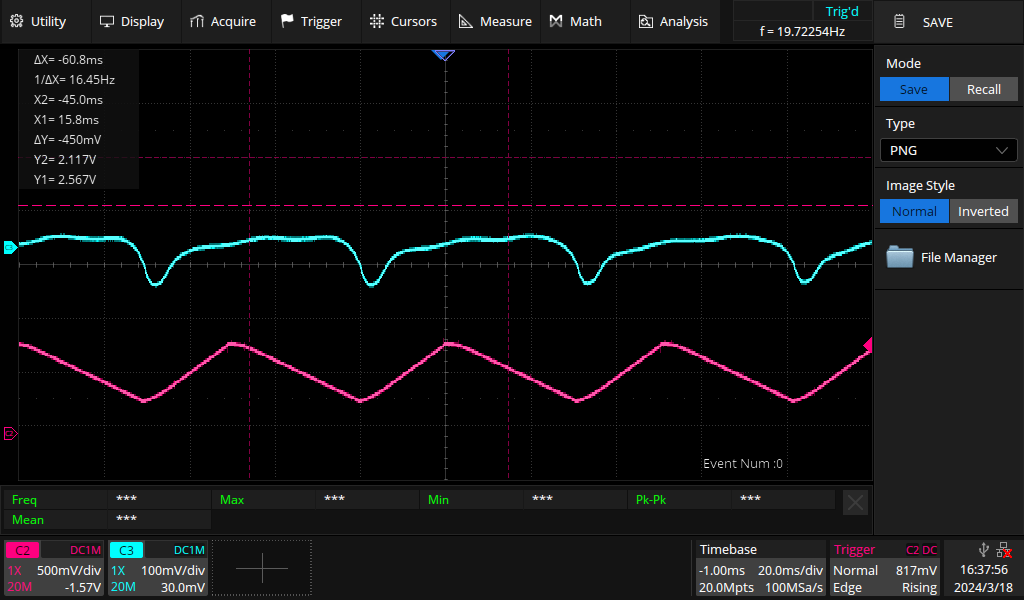 Utility Display Acquire Trigger Cursors Measure Math Analysis
Trig'd
f = 19.72254Hz
SAVE
ΔX= -60.8ms
1/ΔX= 16.45Hz
X2= -45.0ms
X1= 15.8ms
ΔY= -450mV
Y2= 2.117V
Y1= 2.567V
Mode
Save Recall
Type
PNG
Image Style
Normal Inverted
File Manager
C3
C2
Event Num :0
Freq *** Max *** Min *** Pk-Pk ***
Mean ***
C2 DC1M
1X 500mV/div
20M -1.57V
C3 DC1M
1X 100mV/div
20M 30.0mV
Timebase
-1.00ms 20.0ms/div
20.0Mpts 100MSa/s
Trigger C2 DC
Normal 817mV
Edge Rising
16:37:56
2024/3/18